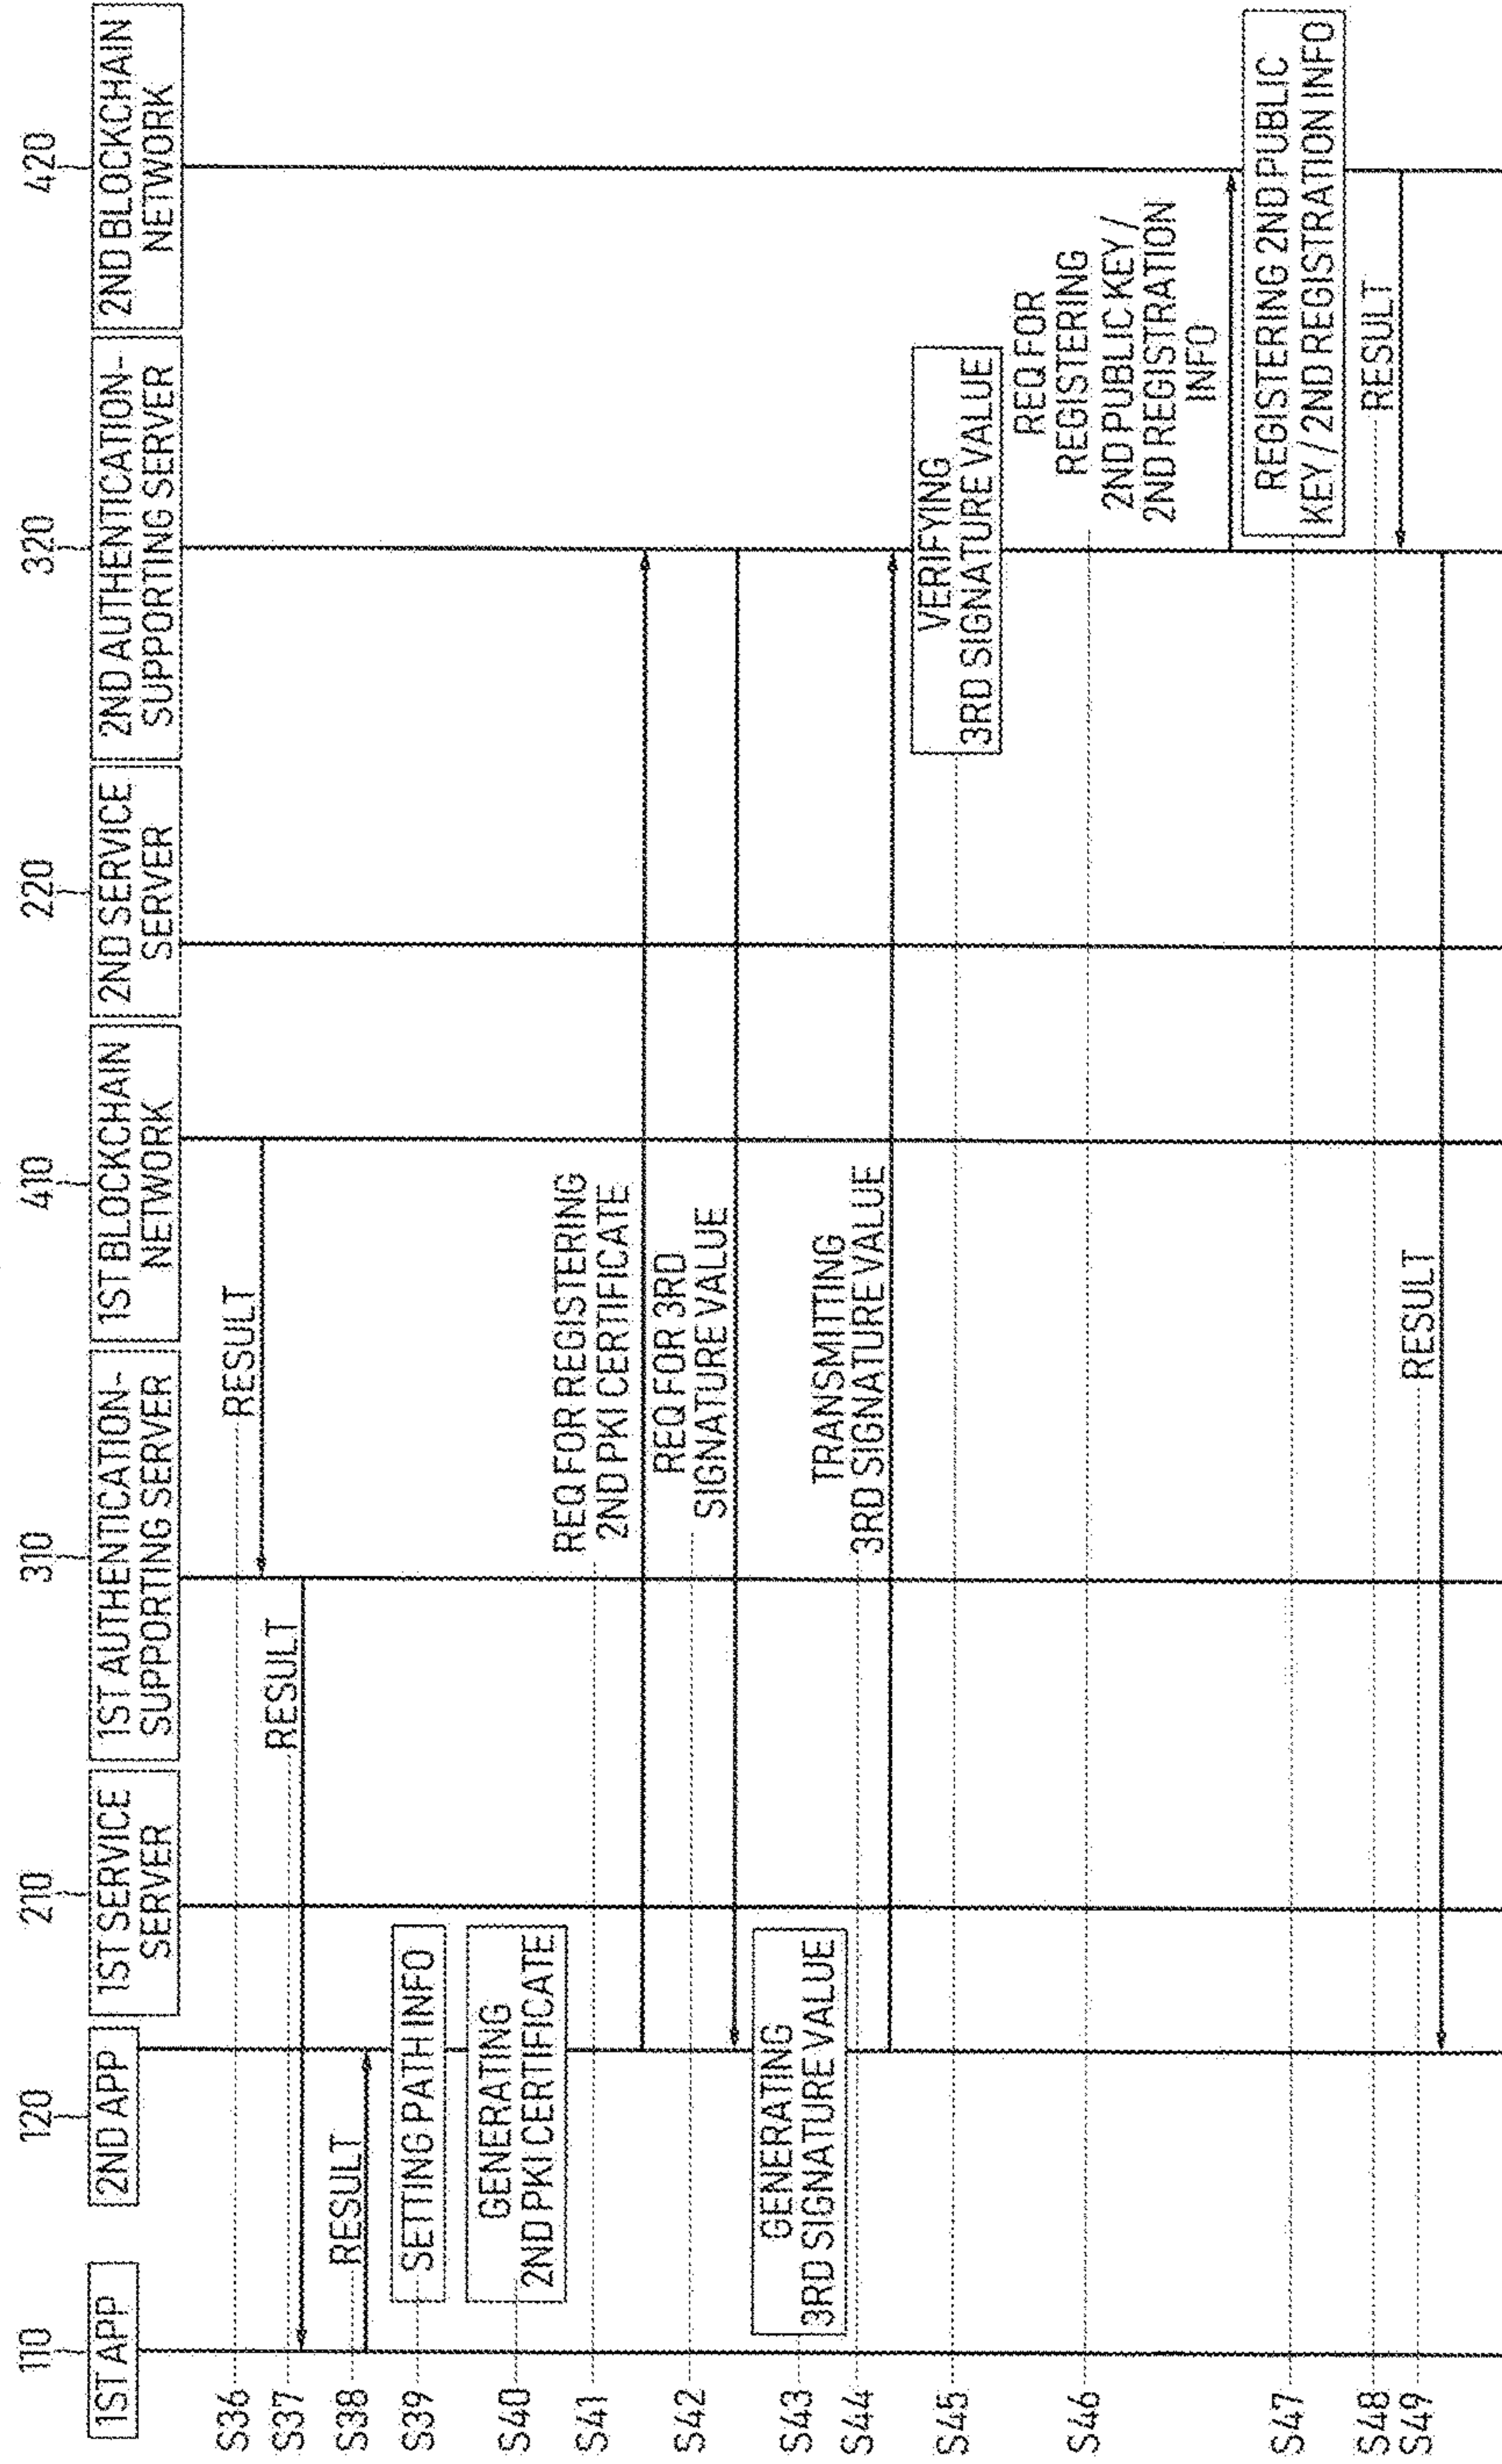 110
120
210
310
410
220
320
420
1ST APP
2ND APP
1ST SERVICE
SERVER
1ST AUTHENTICATION-
SUPPORTING SERVER
1ST BLOCKCHAIN
NETWORK
2ND SERVICE
SERVER
2ND AUTHENTICATION-
SUPPORTING SERVER
2ND BLOCKCHAIN
NETWORK
S36
RESULT
S37
RESULT
S38
RESULT
S39
SETTING PATH INFO
S40
GENERATING
2ND PKI CERTIFICATE
S41
REQ FOR REGISTERING
2ND PKI CERTIFICATE
S42
REQ FOR 3RD
SIGNATURE VALUE
S43
GENERATING
3RD SIGNATURE VALUE
S44
TRANSMITTING
3RD SIGNATURE VALUE
S45
VERIFYING
3RD SIGNATURE VALUE
S46
REQ FOR
REGISTERING
2ND PUBLIC KEY /
2ND REGISTRATION
INFO
S47
REGISTERING 2ND PUBLIC
KEY / 2ND REGISTRATION INFO
S48
RESULT
S49
RESULT